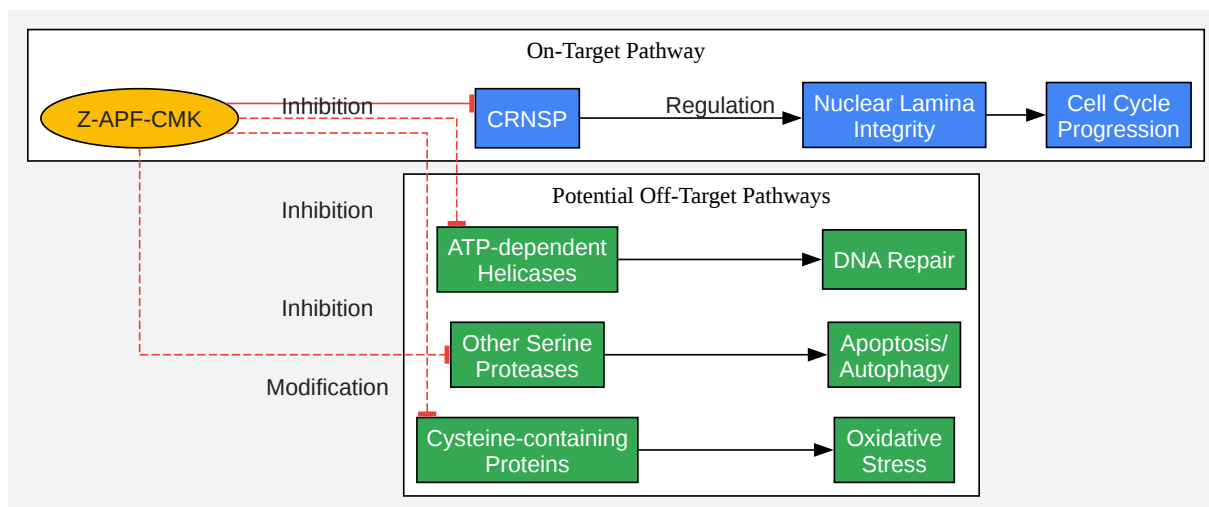 On-Target Pathway
Z-APF-CMK
Inhibition
CRNSP
Regulation
Nuclear Lamina
Integrity
Cell Cycle
Progression
Potential Off-Target Pathways
Inhibition
ATP-dependent
Helicases
DNA Repair
Inhibition
Other Serine
Proteases
Apoptosis/
Autophagy
Modification
Cysteine-containing
Proteins
Oxidative
Stress